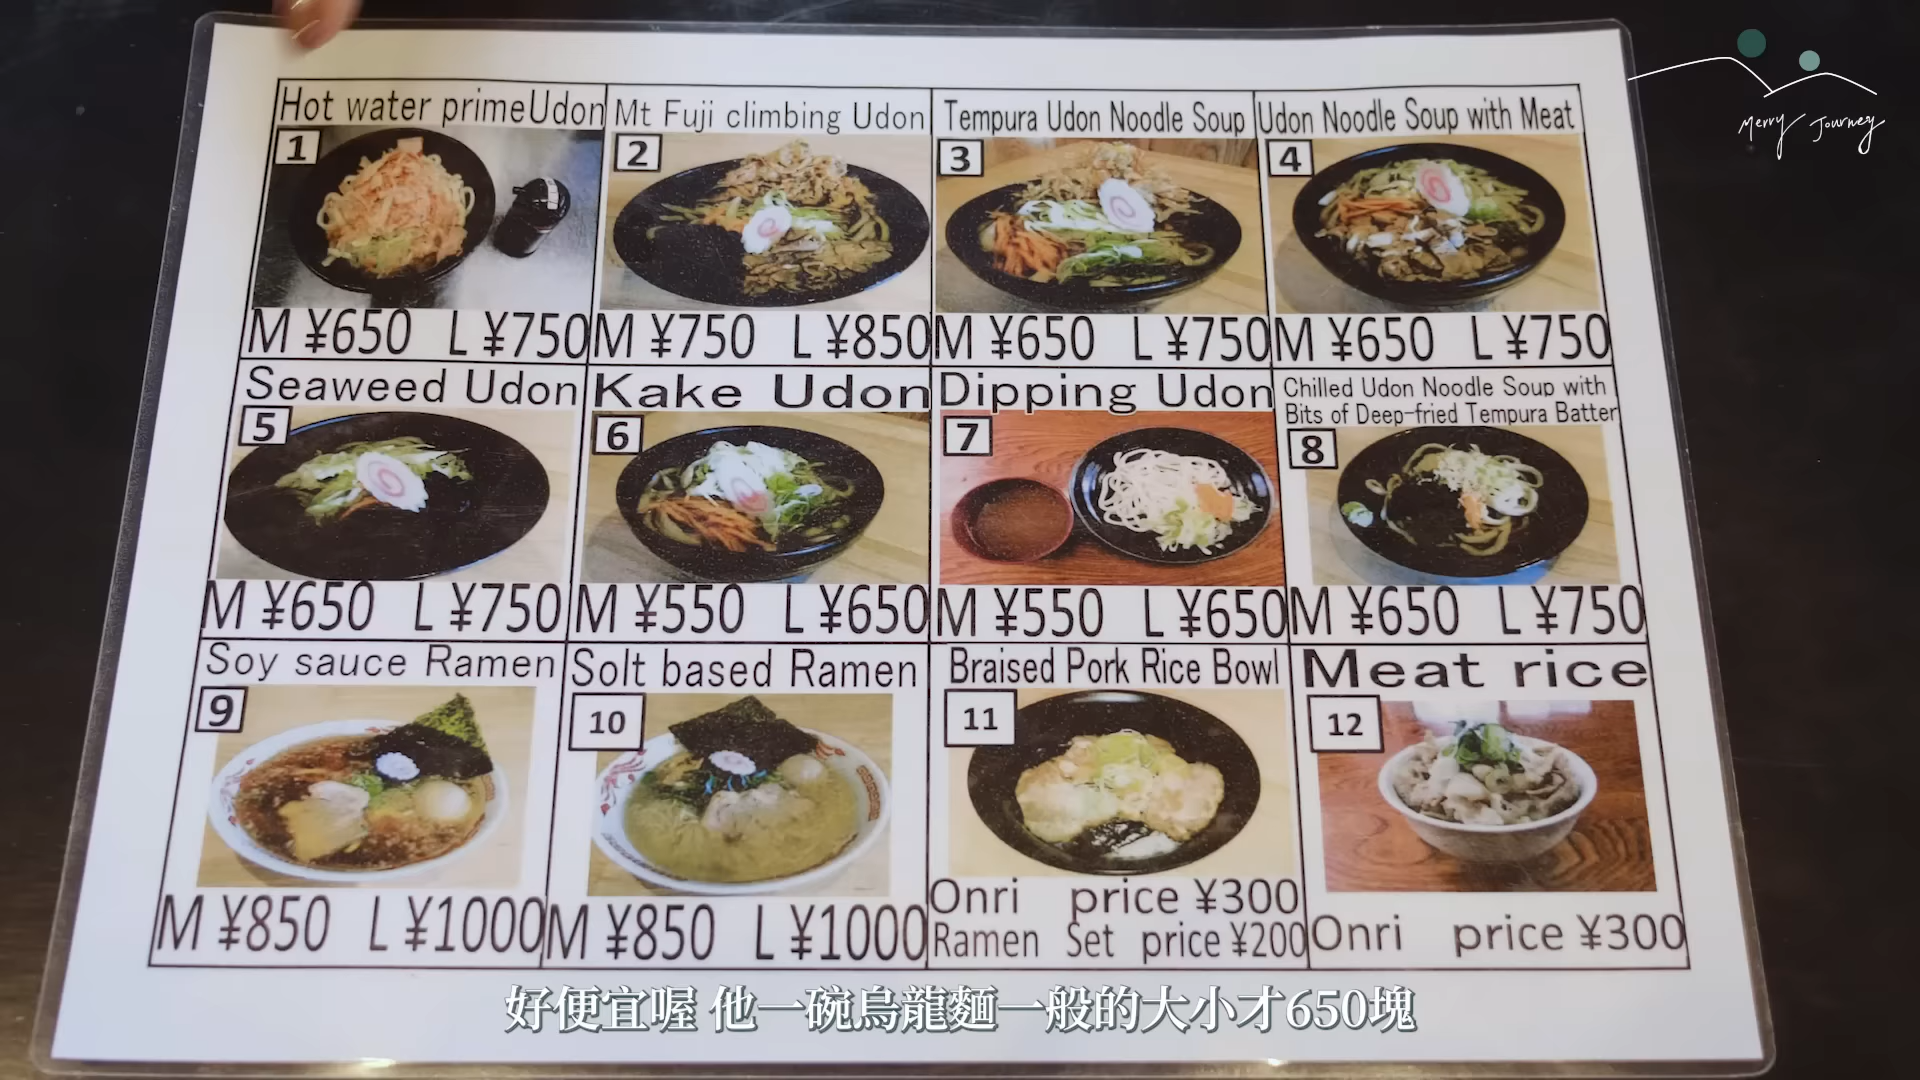 Merry Journey
Hot water primeUdon
1
M ¥650 L ¥750
Mt Fuji climbing Udon
2
M ¥750 L ¥850
Tempura Udon Noodle Soup
3
M ¥650 L ¥750
Udon Noodle Soup with Meat
4
M ¥650 L ¥750
Seaweed Udon
5
M ¥650 L ¥750
Kake Udon
6
M ¥550 L ¥650
Dipping Udon
7
M ¥550 L ¥650
Chilled Udon Noodle Soup with
Bits of Deep-fried Tempura Batter
8
M ¥650 L ¥750
Soy sauce Ramen
9
M ¥850 L ¥1000
Solt based Ramen
10
M ¥850 L ¥1000
Braised Pork Rice Bowl
11
Onri price ¥300
Ramen Set price ¥200
Meat rice
12
Onri price ¥300
好便宜喔 他一碗烏龍麵一般的大小才650塊